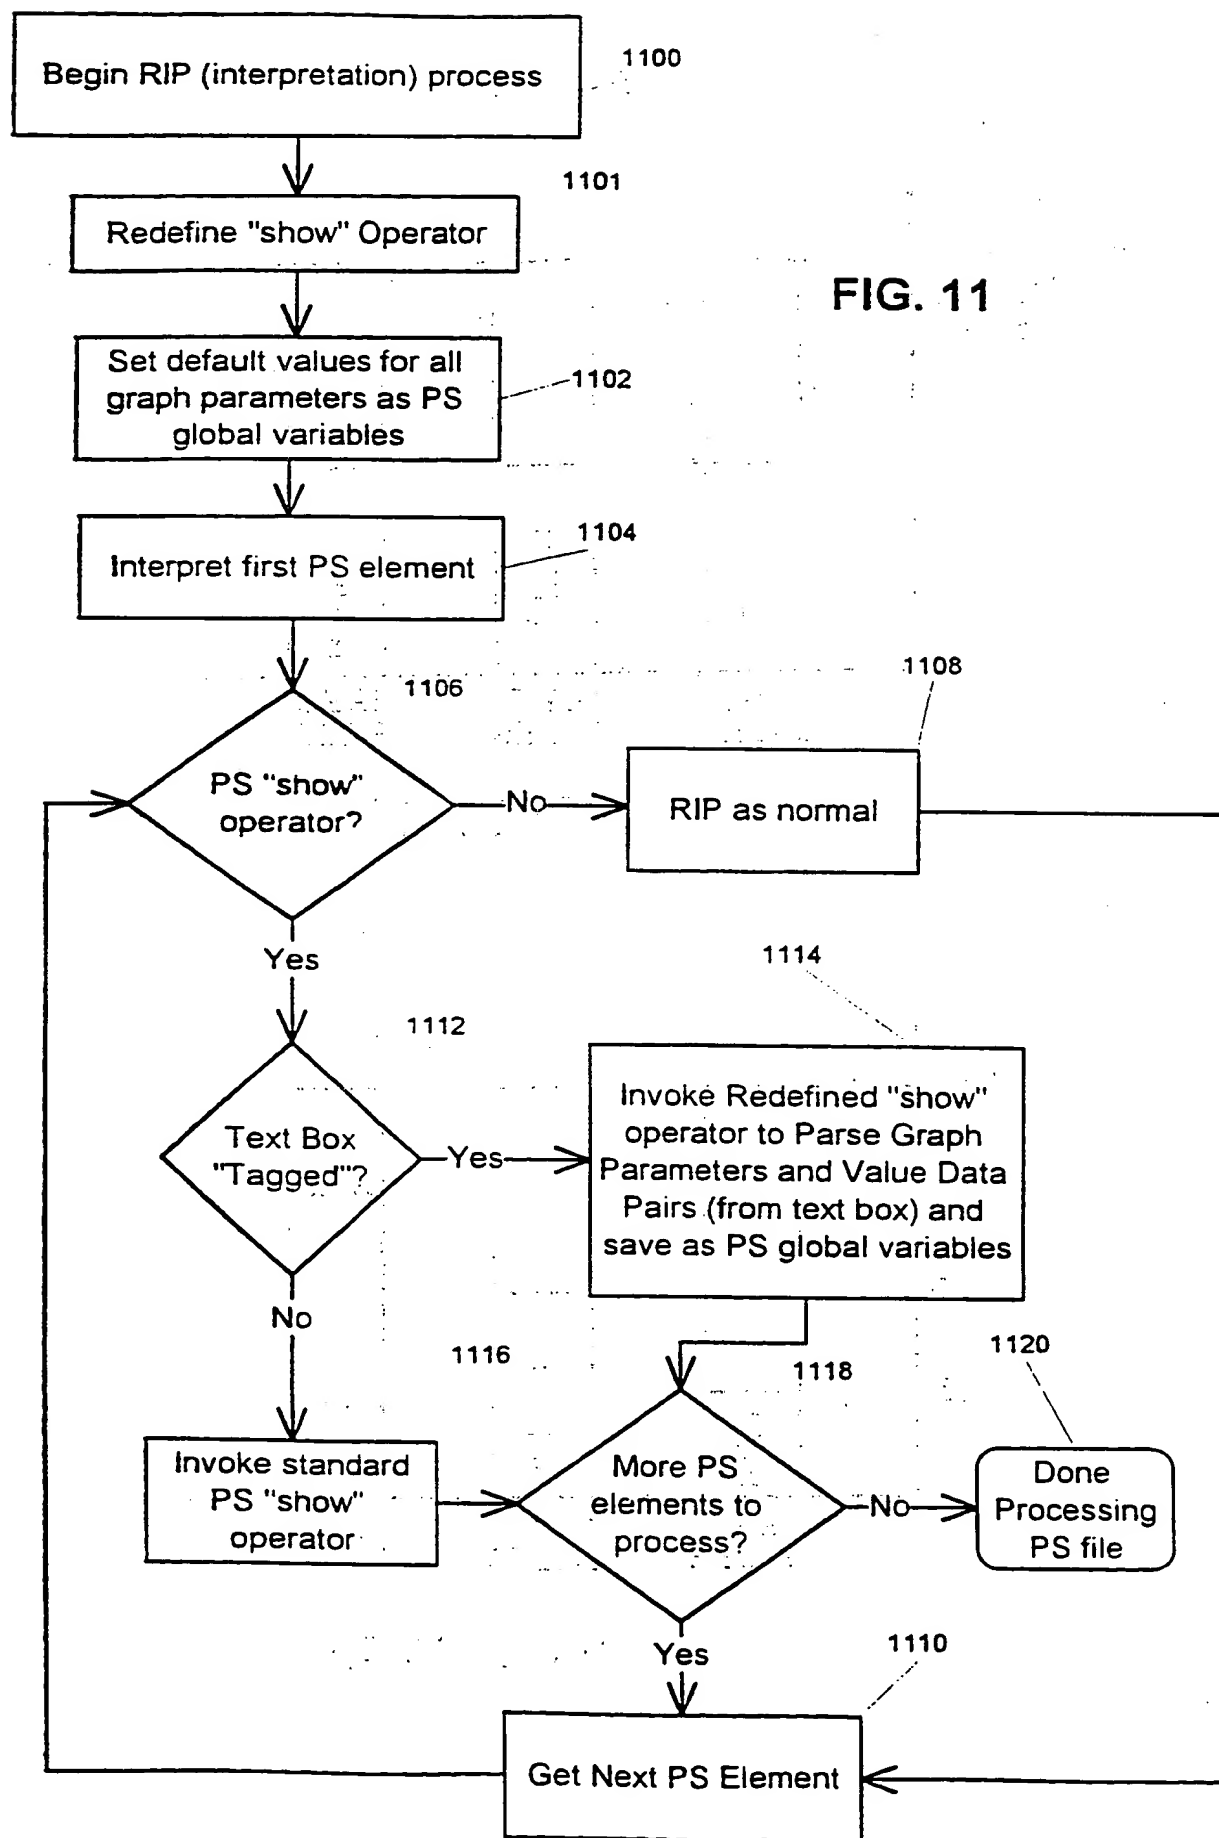 Begin RIP (interpretation) process
1100
1101
Redefine "show" Operator
FIG. 11
Set default values for all
graph parameters as PS
global variables
1102
1104
Interpret first PS element
1106
1108
PS "show"
operator?
No
RIP as normal
Yes
1114
1112
Text Box
"Tagged"?
Yes
Invoke Redefined "show"
operator to Parse Graph
Parameters and Value Data
Pairs (from text box) and
save as PS global variables
No
1116
1118
1120
Invoke standard
PS "show"
operator
More PS
elements to
process?
No
Done
Processing
PS file
Yes
1110
Get Next PS Element